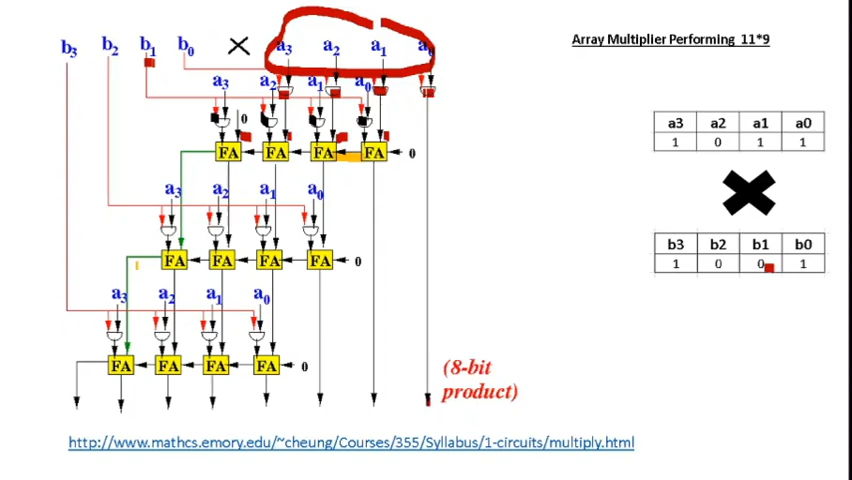 Array Multiplier Performing 11*9
b3 b2 b1 b0 × a3 a2 a1 a0
a3 a2 a1 a0
0
FA FA FA FA 0
a3 a2 a1 a0
FA FA FA FA 0
a3 a2 a1 a0
FA FA FA FA 0
(8-bit
product)
a3 a2 a1 a0
1 0 1 1
b3 b2 b1 b0
1 0 0 1
http://www.mathcs.emory.edu/~cheung/Courses/355/Syllabus/1-circuits/multiply.html